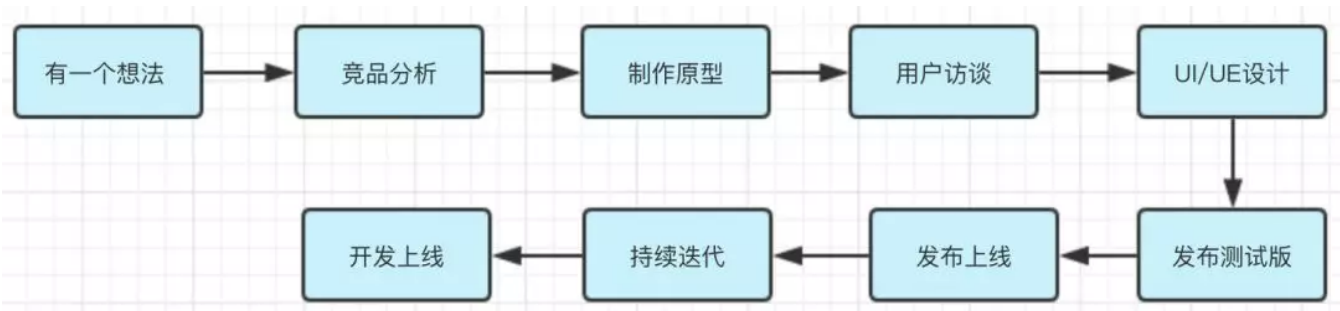 有一个想法
竞品分析
制作原型
用户访谈
UI/UE设计
发布测试版
发布上线
持续迭代
开发上线